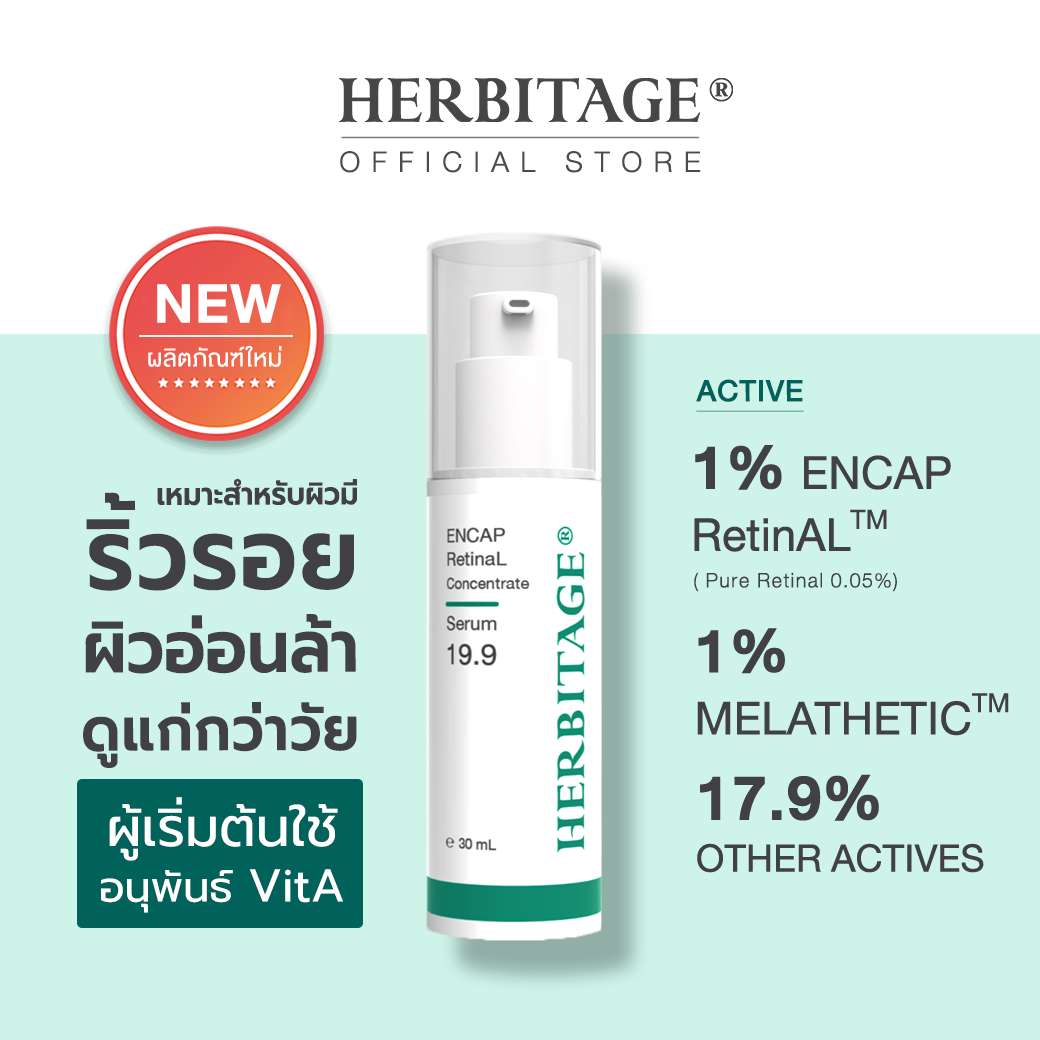 HERBITAGE®
OFFICIAL STORE
NEW
ผลิตภัณฑ์ใหม่
เหมาะสำหรับผิวมี
ริ้วรอย
ผิวอ่อนล้า
ดูแก่กว่าวัย
ผู้เริ่มต้นใช้
อนุพันธ์ VitA
ENCAP
RetinaL
Concentrate
Serum
19.9
℮ 30 mL
HERBITAGE®
ACTIVE
1% ENCAP
RetinAL™
( Pure Retinal 0.05%)
1%
MELATHETIC™
17.9%
OTHER ACTIVES